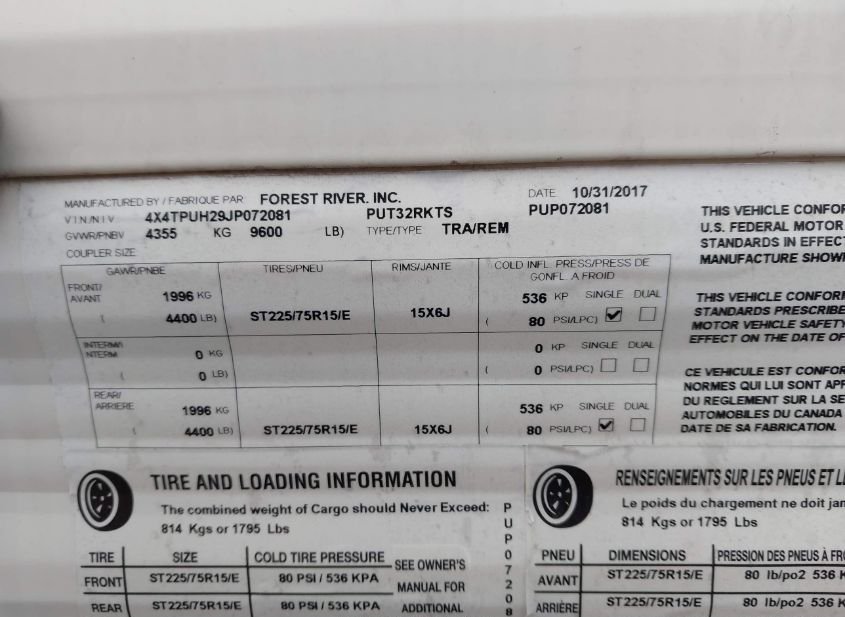 MANUFACTURED BY / FABRIQUE PAR FOREST RIVER. INC. DATE 10/31/2017
V I N / N I V 4X4TPUH29JP072081 PUT32RKTS PUP072081
GVWR/PNBV 4355 KG 9600 LB) TYPE/TYPE TRA/REM
COUPLER SIZE
GAWR/PNBE TIRES/PNEU RIMS/JANTE COLD INFL. PRESS/PRESS DE
GONFL. A FROID
FRONT/
AVANT 1996 KG 536 KP SINGLE DUAL
( 4400 LB) ST225/75R15/E 15X6J ( 80 PSI/LPC)
INTERM/
INTERM 0 KG 0 KP SINGLE DUAL
( 0 LB) ( 0 PSI/LPC)
REAR/
ARRIERE 1996 KG 536 KP SINGLE DUAL
( 4400 LB) ST225/75R15/E 15X6J ( 80 PSI/LPC)
THIS VEHICLE CONFOR
U.S. FEDERAL MOTOR
STANDARDS IN EFFECT
MANUFACTURE SHOW
THIS VEHICLE CONFOR
STANDARDS PRESCRIBE
MOTOR VEHICLE SAFETY
EFFECT ON THE DATE OF
CE VEHICULE EST CONFOR
NORMES QUI LUI SONT APP
DU REGLEMENT SUR LA SE
AUTOMOBILES DU CANADA
DATE DE SA FABRICATION.
TIRE AND LOADING INFORMATION
The combined weight of Cargo should Never Exceed:
814 Kgs or 1795 Lbs
TIRE SIZE COLD TIRE PRESSURE SEE OWNER'S
FRONT ST225/75R15/E 80 PSI / 536 KPA MANUAL FOR
REAR ST225/75R15/E 80 PSI / 536 KPA ADDITIONAL
PUP07208
RENSEIGNEMENTS SUR LES PNEUS ET L
Le poids du chargement ne doit jam
814 Kgs or 1795 Lbs
PNEU DIMENSIONS PRESSION DES PNEUS À FRO
AVANT ST225/75R15/E 80 lb/po2 536 K
ARRIÈRE ST225/75R15/E 80 lb/po2 536 K